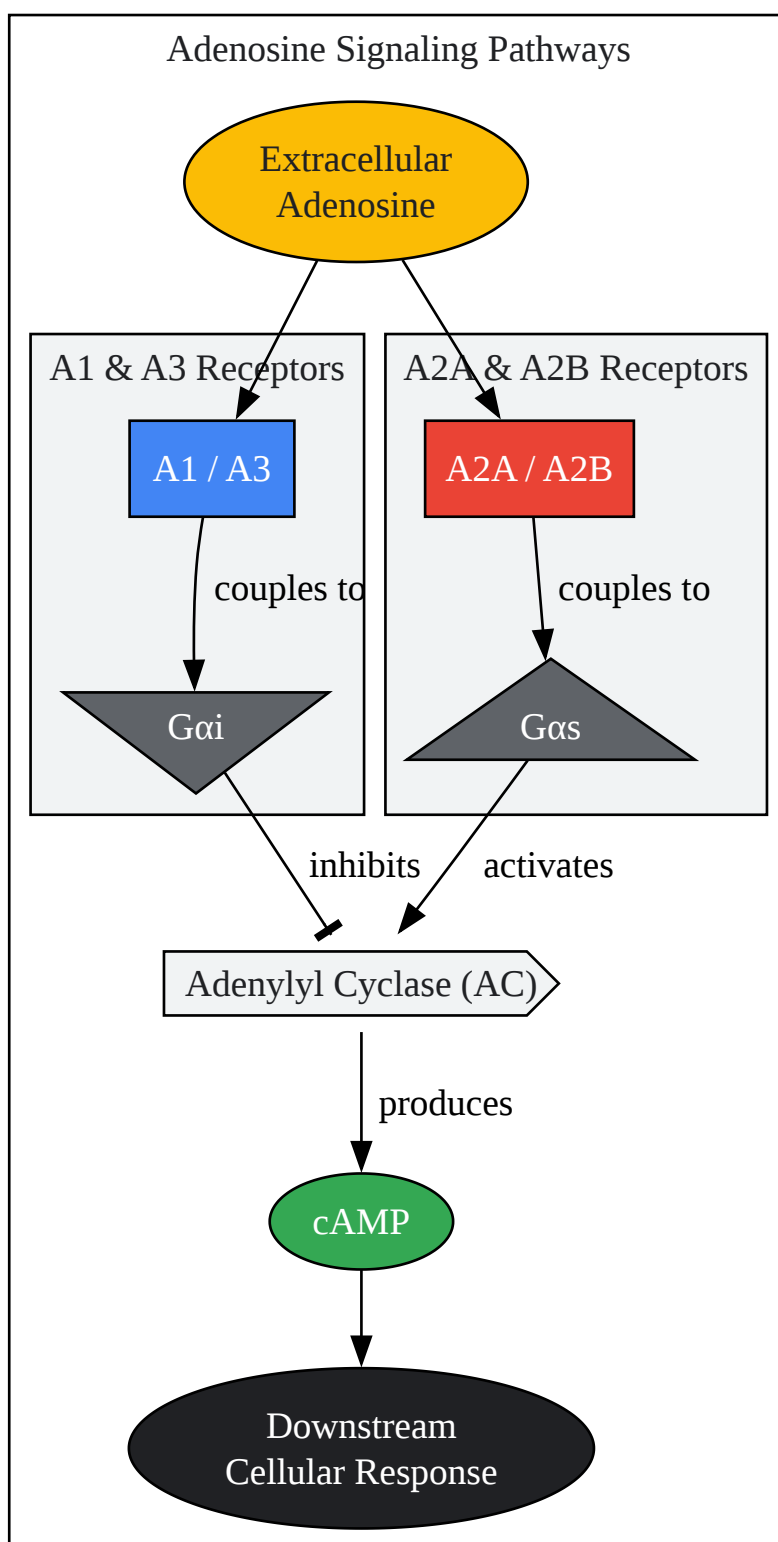 Adenosine Signaling Pathways
Extracellular
Adenosine
A1 & A3 Receptors
A2A & A2B Receptors
A1 / A3
A2A / A2B
couples to
couples to
Gαi
Gαs
inhibits
activates
Adenylyl Cyclase (AC)
produces
cAMP
Downstream
Cellular Response